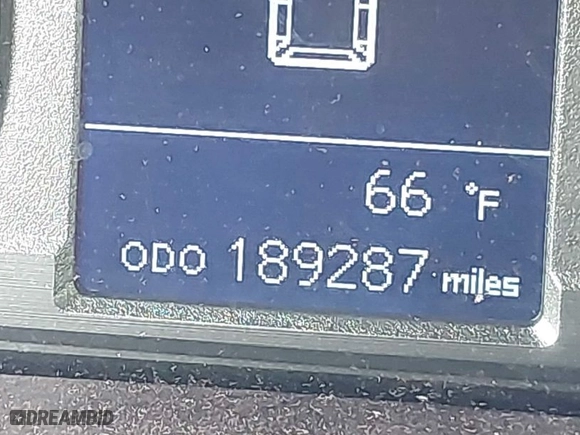 66 °F
ODO 189287 miles
DREAMBID